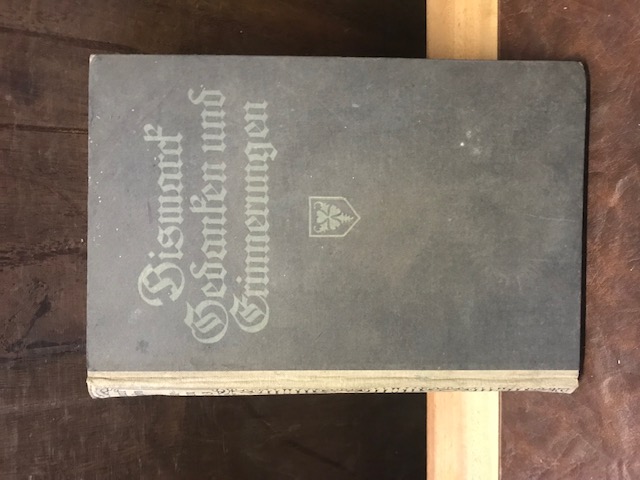 Bismarck
Gedanken und
Erinnerungen